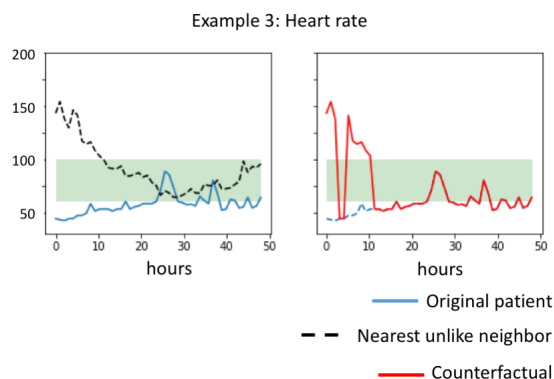 Example 3: Heart rate
200
150
100
50
0 10 20 30 40 50
0 10 20 30 40 50
hours
hours
Original patient
Nearest unlike neighbor
Counterfactual